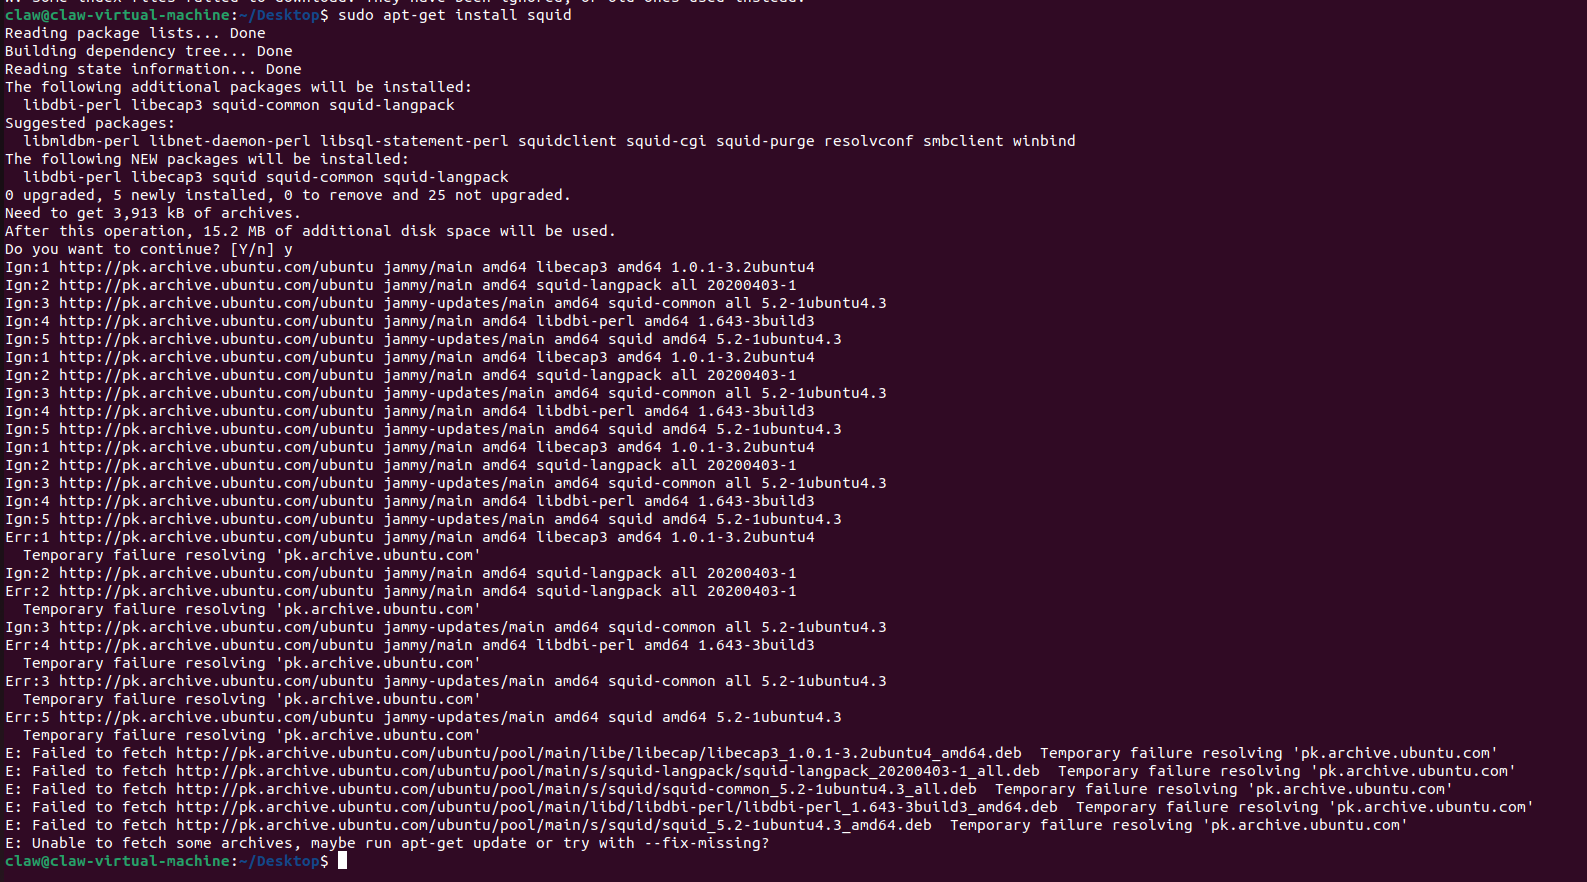 W: Some index files failed to download. They have been ignored, or old ones used instead.
claw@claw-virtual-machine:~/Desktop$ sudo apt-get install squid
Reading package lists... Done
Building dependency tree... Done
Reading state information... Done
The following additional packages will be installed:
  libdbi-perl libecap3 squid-common squid-langpack
Suggested packages:
  libmldbm-perl libnet-daemon-perl libsql-statement-perl squidclient squid-cgi squid-purge resolvconf smbclient winbind
The following NEW packages will be installed:
  libdbi-perl libecap3 squid squid-common squid-langpack
0 upgraded, 5 newly installed, 0 to remove and 25 not upgraded.
Need to get 3,913 kB of archives.
After this operation, 15.2 MB of additional disk space will be used.
Do you want to continue? [Y/n] y
Ign:1 http://pk.archive.ubuntu.com/ubuntu jammy/main amd64 libecap3 amd64 1.0.1-3.2ubuntu4
Ign:2 http://pk.archive.ubuntu.com/ubuntu jammy/main amd64 squid-langpack all 20200403-1
Ign:3 http://pk.archive.ubuntu.com/ubuntu jammy-updates/main amd64 squid-common all 5.2-1ubuntu4.3
Ign:4 http://pk.archive.ubuntu.com/ubuntu jammy/main amd64 libdbi-perl amd64 1.643-3build3
Ign:5 http://pk.archive.ubuntu.com/ubuntu jammy-updates/main amd64 squid amd64 5.2-1ubuntu4.3
Ign:1 http://pk.archive.ubuntu.com/ubuntu jammy/main amd64 libecap3 amd64 1.0.1-3.2ubuntu4
Ign:2 http://pk.archive.ubuntu.com/ubuntu jammy/main amd64 squid-langpack all 20200403-1
Ign:3 http://pk.archive.ubuntu.com/ubuntu jammy-updates/main amd64 squid-common all 5.2-1ubuntu4.3
Ign:4 http://pk.archive.ubuntu.com/ubuntu jammy/main amd64 libdbi-perl amd64 1.643-3build3
Ign:5 http://pk.archive.ubuntu.com/ubuntu jammy-updates/main amd64 squid amd64 5.2-1ubuntu4.3
Ign:1 http://pk.archive.ubuntu.com/ubuntu jammy/main amd64 libecap3 amd64 1.0.1-3.2ubuntu4
Ign:2 http://pk.archive.ubuntu.com/ubuntu jammy/main amd64 squid-langpack all 20200403-1
Ign:3 http://pk.archive.ubuntu.com/ubuntu jammy-updates/main amd64 squid-common all 5.2-1ubuntu4.3
Ign:4 http://pk.archive.ubuntu.com/ubuntu jammy/main amd64 libdbi-perl amd64 1.643-3build3
Ign:5 http://pk.archive.ubuntu.com/ubuntu jammy-updates/main amd64 squid amd64 5.2-1ubuntu4.3
Err:1 http://pk.archive.ubuntu.com/ubuntu jammy/main amd64 libecap3 amd64 1.0.1-3.2ubuntu4
  Temporary failure resolving 'pk.archive.ubuntu.com'
Ign:2 http://pk.archive.ubuntu.com/ubuntu jammy/main amd64 squid-langpack all 20200403-1
Err:2 http://pk.archive.ubuntu.com/ubuntu jammy/main amd64 squid-langpack all 20200403-1
  Temporary failure resolving 'pk.archive.ubuntu.com'
Ign:3 http://pk.archive.ubuntu.com/ubuntu jammy-updates/main amd64 squid-common all 5.2-1ubuntu4.3
Err:4 http://pk.archive.ubuntu.com/ubuntu jammy/main amd64 libdbi-perl amd64 1.643-3build3
  Temporary failure resolving 'pk.archive.ubuntu.com'
Err:3 http://pk.archive.ubuntu.com/ubuntu jammy-updates/main amd64 squid-common all 5.2-1ubuntu4.3
  Temporary failure resolving 'pk.archive.ubuntu.com'
Err:5 http://pk.archive.ubuntu.com/ubuntu jammy-updates/main amd64 squid amd64 5.2-1ubuntu4.3
  Temporary failure resolving 'pk.archive.ubuntu.com'
E: Failed to fetch http://pk.archive.ubuntu.com/ubuntu/pool/main/libe/libecap/libecap3_1.0.1-3.2ubuntu4_amd64.deb  Temporary failure resolving 'pk.archive.ubuntu.com'
E: Failed to fetch http://pk.archive.ubuntu.com/ubuntu/pool/main/s/squid-langpack/squid-langpack_20200403-1_all.deb  Temporary failure resolving 'pk.archive.ubuntu.com'
E: Failed to fetch http://pk.archive.ubuntu.com/ubuntu/pool/main/s/squid/squid-common_5.2-1ubuntu4.3_all.deb  Temporary failure resolving 'pk.archive.ubuntu.com'
E: Failed to fetch http://pk.archive.ubuntu.com/ubuntu/pool/main/libd/libdbi-perl/libdbi-perl_1.643-3build3_amd64.deb  Temporary failure resolving 'pk.archive.ubuntu.com'
E: Failed to fetch http://pk.archive.ubuntu.com/ubuntu/pool/main/s/squid/squid_5.2-1ubuntu4.3_amd64.deb  Temporary failure resolving 'pk.archive.ubuntu.com'
E: Unable to fetch some archives, maybe run apt-get update or try with --fix-missing?
claw@claw-virtual-machine:~/Desktop$